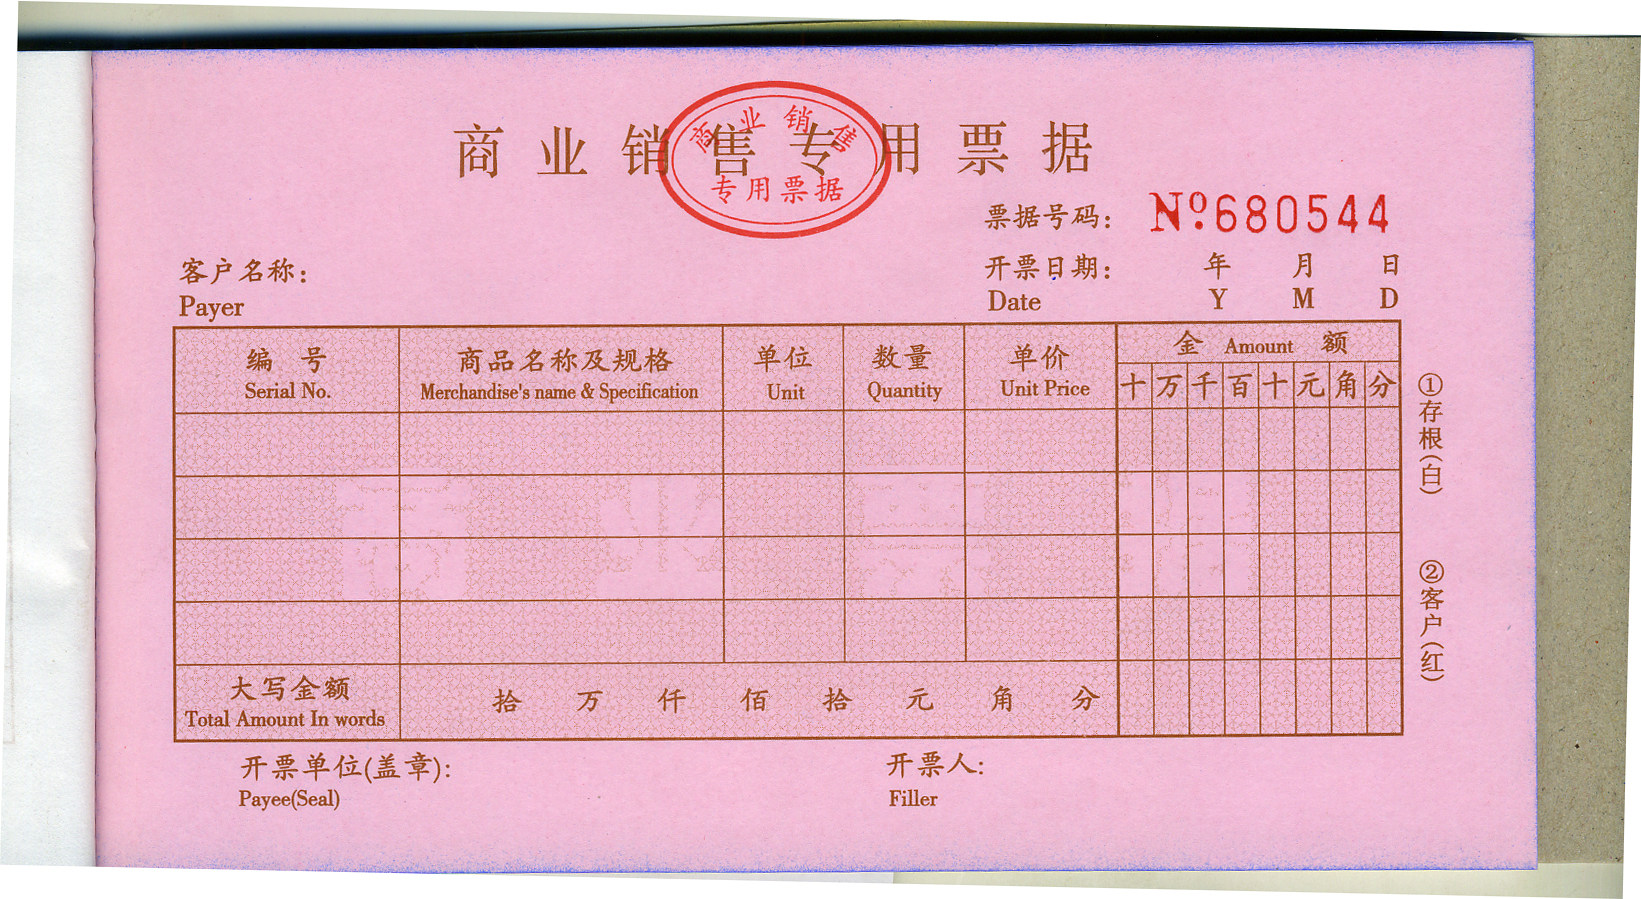 商业销售专用票据
商业销售
专用票据
票据号码： Nº680544
客户名称：
Payer
开票日期： 年 月 日
Date Y M D
编号 商品名称及规格 单位 数量 单价 金 Amount 额
Serial No. Merchandise's name & Specification Unit Quantity Unit Price
十 万 千 百 十 元 角 分
大写金额 拾 万 仟 佰 拾 元 角 分
Total Amount In words
开票单位(盖章)： 开票人：
Payee(Seal) Filler
①存根(白)
②客户(红)